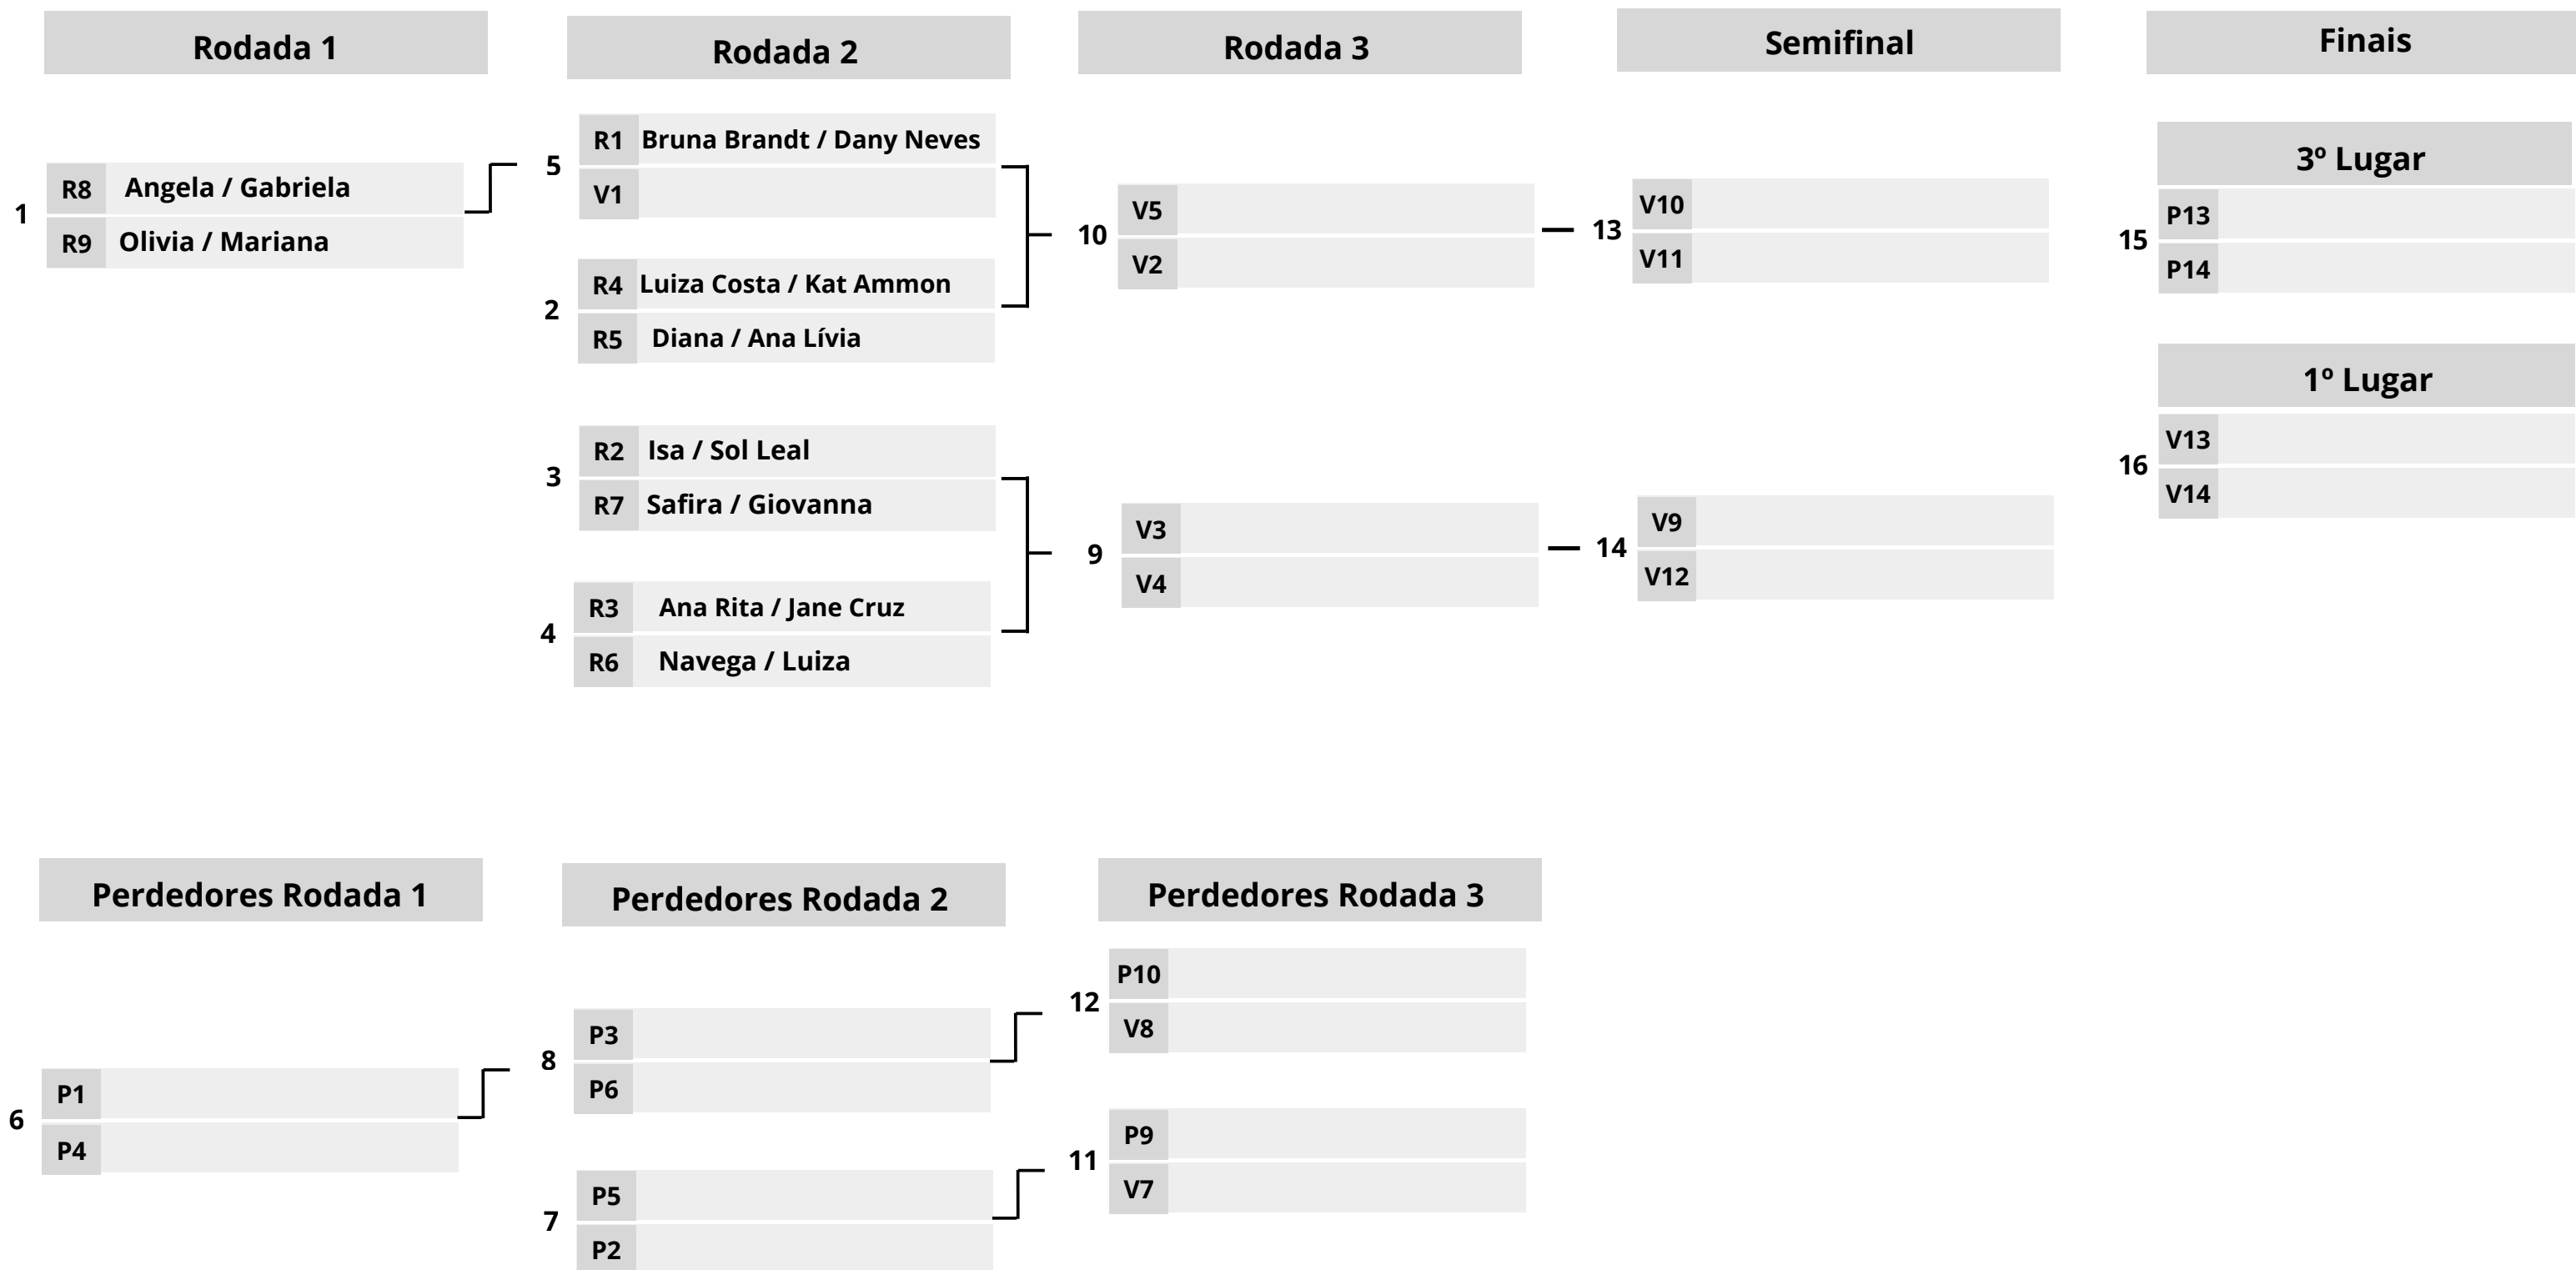 Rodada 1
Rodada 2
Rodada 3
Semifinal
Finais
1
R8 Angela / Gabriela
R9 Olivia / Mariana
5
R1 Bruna Brandt / Dany Neves
V1
2
R4 Luiza Costa / Kat Ammon
R5 Diana / Ana Lívia
3
R2 Isa / Sol Leal
R7 Safira / Giovanna
4
R3 Ana Rita / Jane Cruz
R6 Navega / Luiza
10
V5
V2
9
V3
V4
13
V10
V11
14
V9
V12
3º Lugar
15
P13
P14
1º Lugar
16
V13
V14
Perdedores Rodada 1
Perdedores Rodada 2
Perdedores Rodada 3
6
P1
P4
8
P3
P6
7
P5
P2
12
P10
V8
11
P9
V7